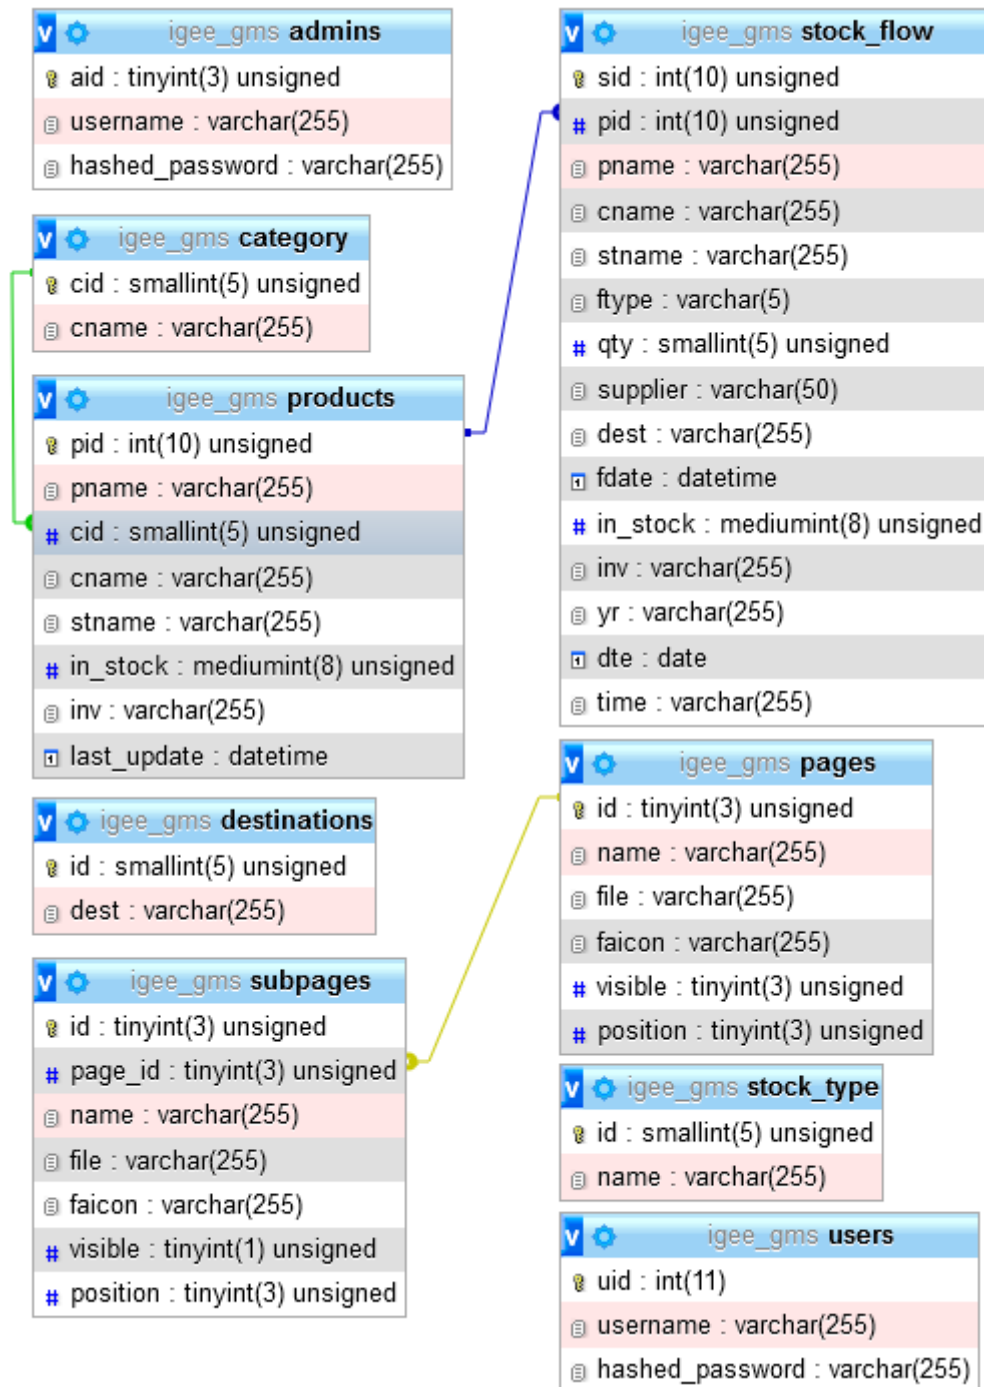 igee_gms admins
aid : tinyint(3) unsigned
username : varchar(255)
hashed_password : varchar(255)
igee_gms category
cid : smallint(5) unsigned
cname : varchar(255)
igee_gms products
pid : int(10) unsigned
pname : varchar(255)
cid : smallint(5) unsigned
cname : varchar(255)
stname : varchar(255)
in_stock : mediumint(8) unsigned
inv : varchar(255)
last_update : datetime
igee_gms destinations
id : smallint(5) unsigned
dest : varchar(255)
igee_gms subpages
id : tinyint(3) unsigned
page_id : tinyint(3) unsigned
name : varchar(255)
file : varchar(255)
faicon : varchar(255)
visible : tinyint(1) unsigned
position : tinyint(3) unsigned
igee_gms stock_flow
sid : int(10) unsigned
pid : int(10) unsigned
pname : varchar(255)
cname : varchar(255)
stname : varchar(255)
ftype : varchar(5)
qty : smallint(5) unsigned
supplier : varchar(50)
dest : varchar(255)
fdate : datetime
in_stock : mediumint(8) unsigned
inv : varchar(255)
yr : varchar(255)
dte : date
time : varchar(255)
igee_gms pages
id : tinyint(3) unsigned
name : varchar(255)
file : varchar(255)
faicon : varchar(255)
visible : tinyint(3) unsigned
position : tinyint(3) unsigned
igee_gms stock_type
id : smallint(5) unsigned
name : varchar(255)
igee_gms users
uid : int(11)
username : varchar(255)
hashed_password : varchar(255)